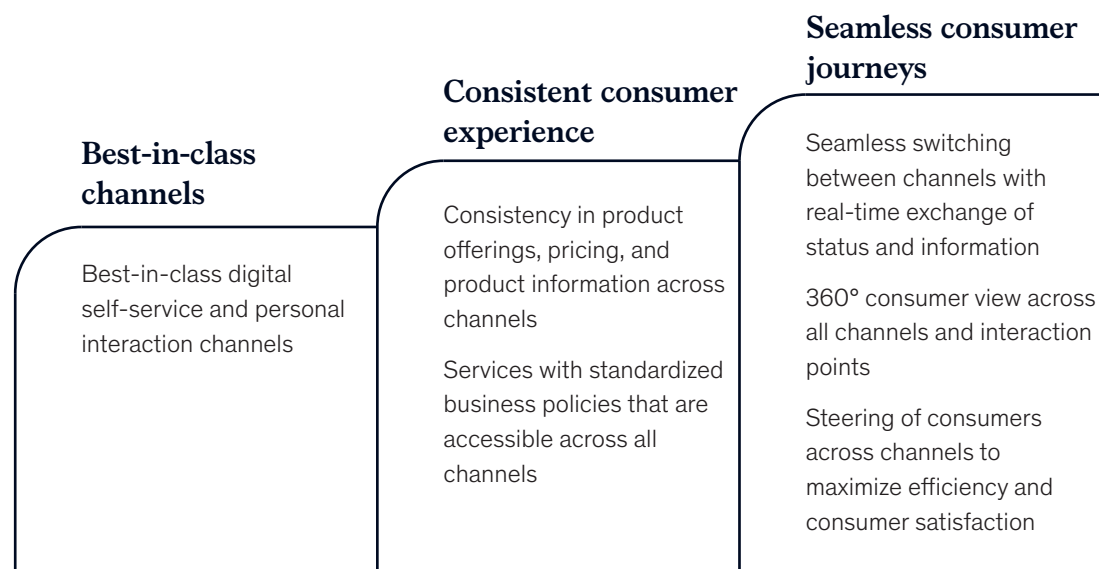 Best-in-class
channels
Best-in-class digital
self-service and personal
interaction channels
Consistent consumer
experience
Consistency in product
offerings, pricing, and
product information across
channels
Services with standardized
business policies that are
accessible across all
channels
Seamless consumer
journeys
Seamless switching
between channels with
real-time exchange of
status and information
360° consumer view across
all channels and interaction
points
Steering of consumers
across channels to
maximize efficiency and
consumer satisfaction